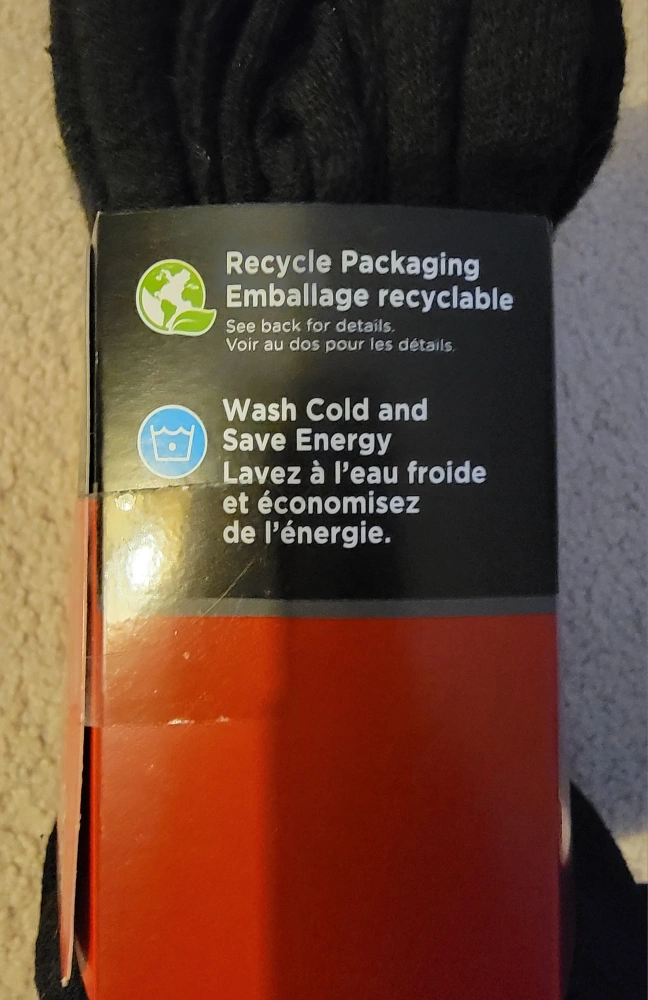 Recycle Packaging
Emballage recyclable
See back for details.
Voir au dos pour les détails.
Wash Cold and
Save Energy
Lavez à l'eau froide
et économisez
de l'énergie.